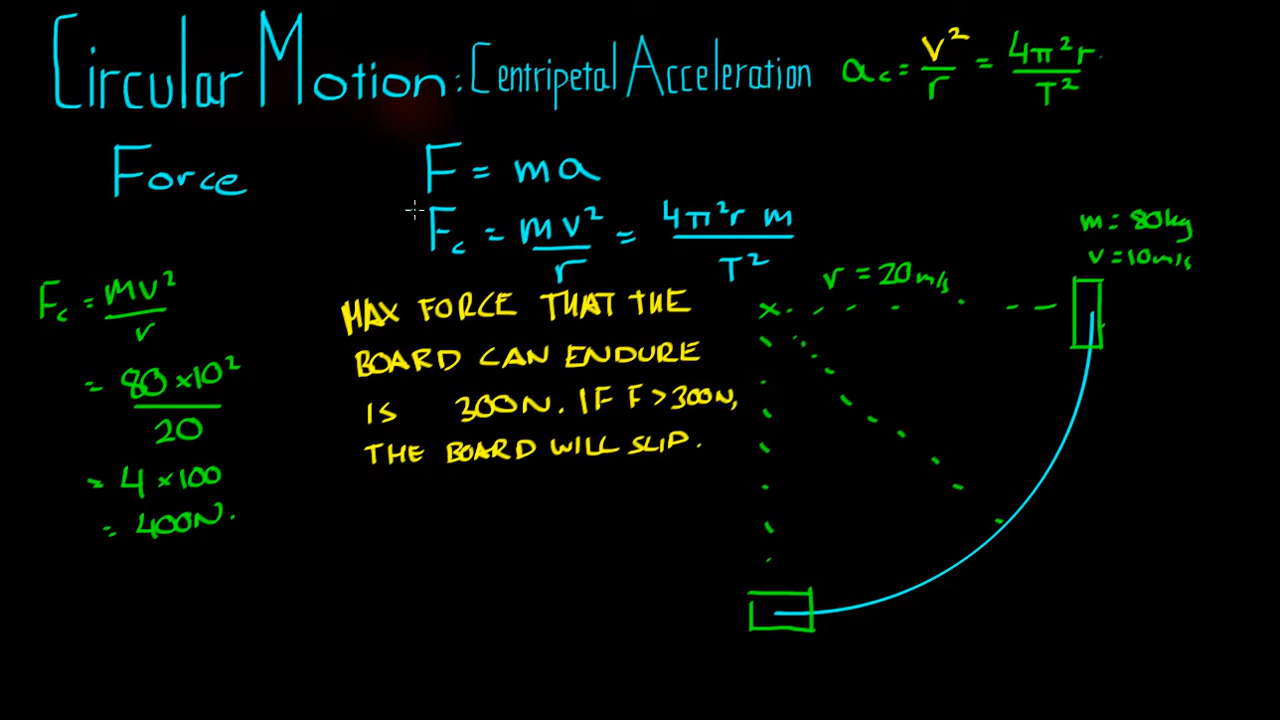 Circular Motion: Centripetal Acceleration a_c = v²/r = 4π²r/T²
Force
F = ma
F_c = mv²/r = 4π²r m/T²
m = 80kg
v = 10m/s
r = 20m/s
F_c = mv²/r
= 80×10²/20
= 4×100
= 400N.
MAX FORCE THAT THE
BOARD CAN ENDURE
IS 300N. IF F > 300N,
THE BOARD WILL SLIP.